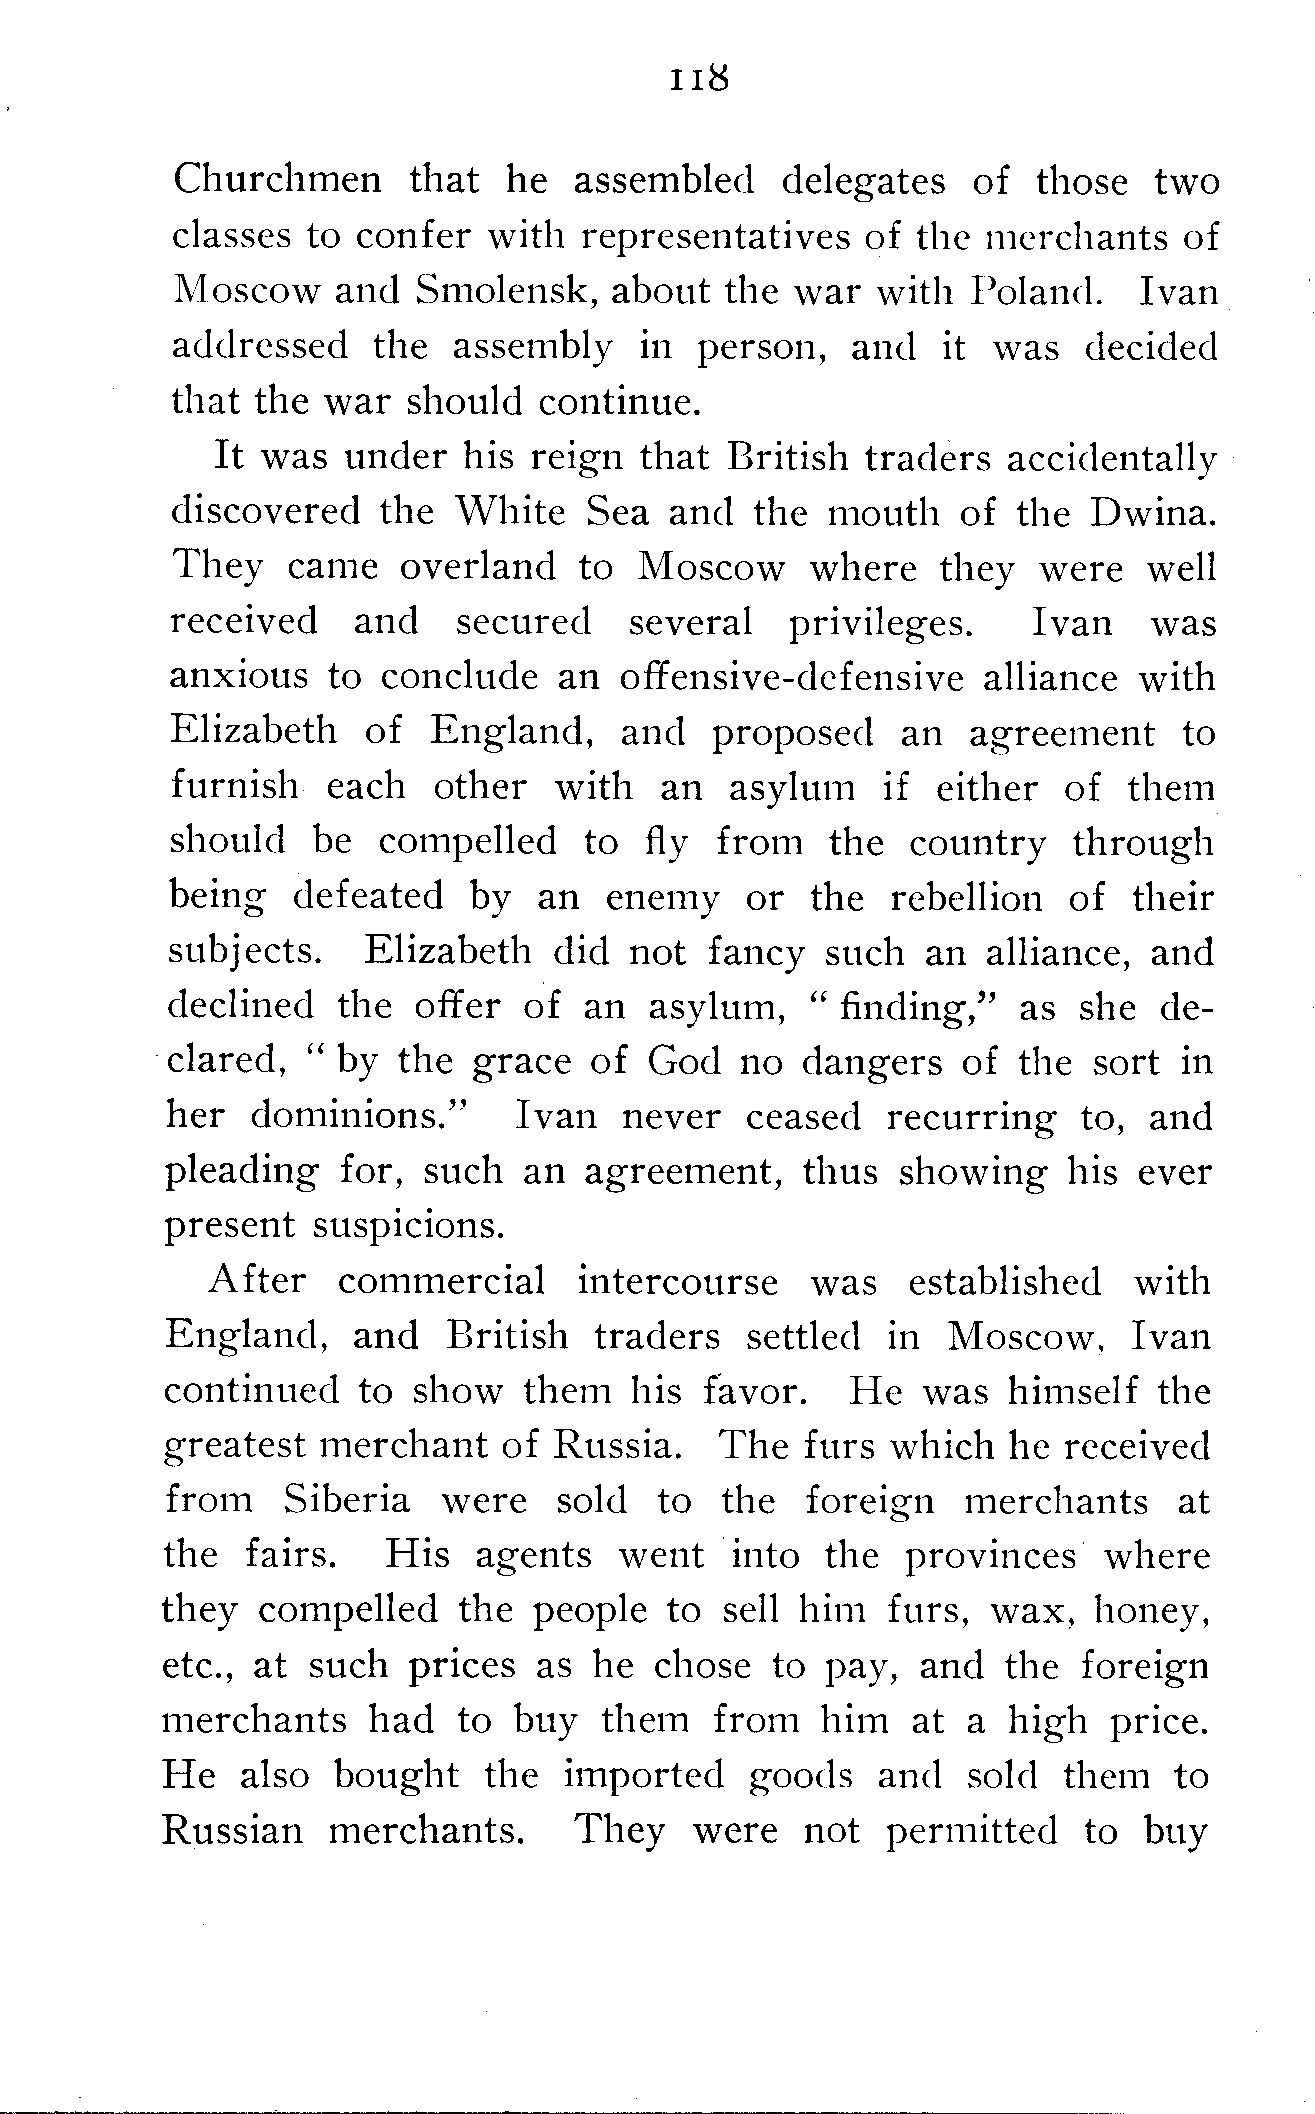 118
Churchmen that he assembled delegates of those two
classes to confer with representatives of the merchants of
Moscow and Smolensk, about the war with Poland. Ivan
addressed the assembly in person, and it was decided
that the war should continue.
It was under his reign that British traders accidentally
discovered the White Sea and the mouth of the Dwina.
They came overland to Moscow where they were well
received and secured several privileges. Ivan was
anxious to conclude an offensive-defensive alliance with
Elizabeth of England, and proposed an agreement to
furnish each other with an asylum if either of them
should be compelled to fly from the country through
being defeated by an enemy or the rebellion of their
subjects. Elizabeth did not fancy such an alliance, and
declined the offer of an asylum, " finding," as she de-
clared, " by the grace of God no dangers of the sort in
her dominions." Ivan never ceased recurring to, and
pleading for, such an agreement, thus showing his ever
present suspicions.
After commercial intercourse was established with
England, and British traders settled in Moscow, Ivan
continued to show them his favor. He was himself the
greatest merchant of Russia. The furs which he received
from Siberia were sold to the foreign merchants at
the fairs. His agents went into the provinces where
they compelled the people to sell him furs, wax, honey,
etc., at such prices as he chose to pay, and the foreign
merchants had to buy them from him at a high price.
He also bought the imported goods and sold them to
Russian merchants. They were not permitted to buy